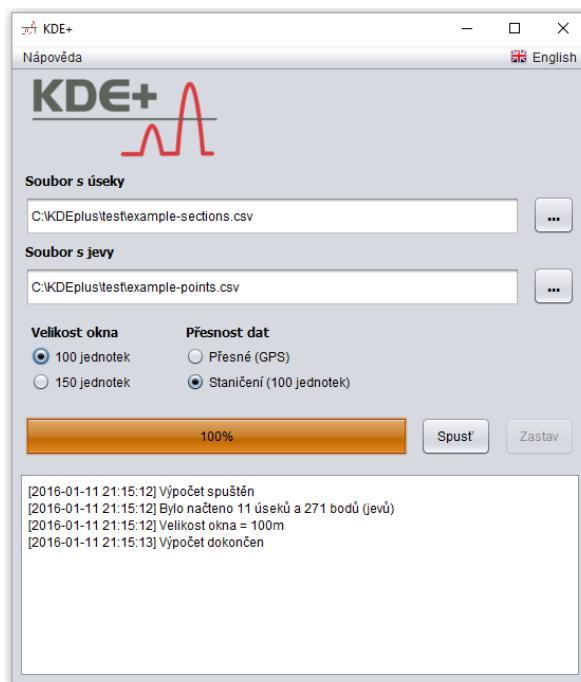 KDE+
Nápověda English
KDE+
Soubor s úseky
C:\KDEplus\test\example-sections.csv ...
Soubor s jevy
C:\KDEplus\test\example-points.csv ...
Velikost okna Přesnost dat
100 jednotek Přesné (GPS)
150 jednotek Staničení (100 jednotek)
100% Spusť Zastav
[2016-01-11 21:15:12] Výpočet spuštěn
[2016-01-11 21:15:12] Bylo načteno 11 úseků a 271 bodů (jevů)
[2016-01-11 21:15:12] Velikost okna = 100m
[2016-01-11 21:15:13] Výpočet dokončen